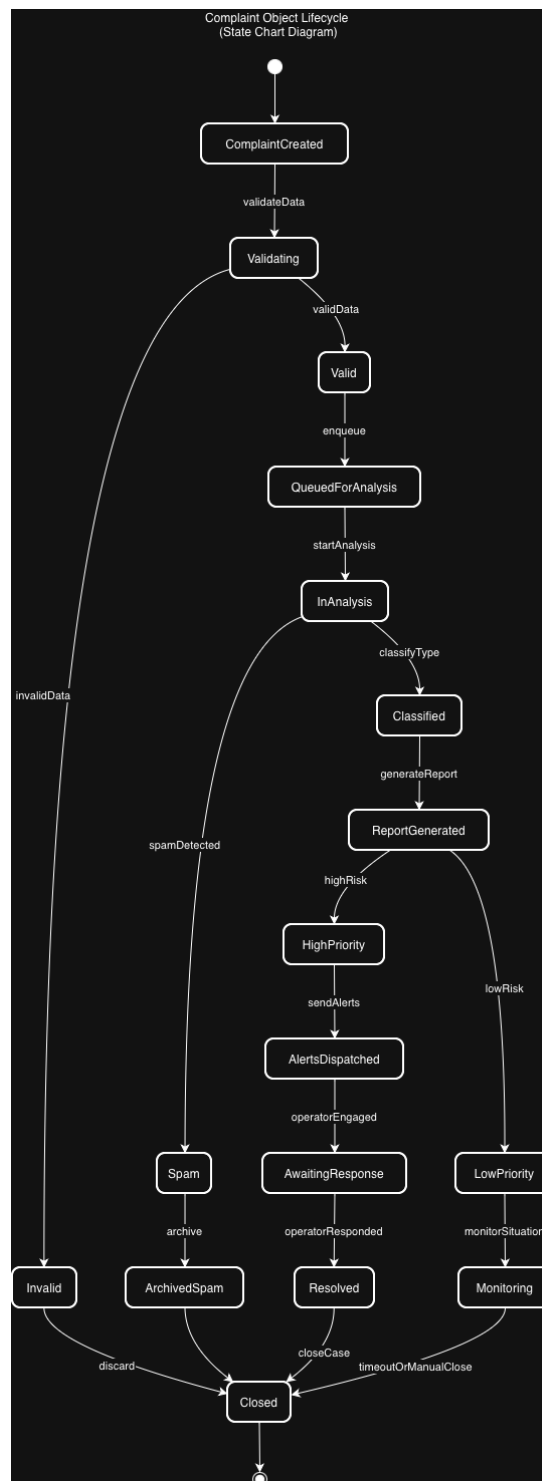 Complaint Object Lifecycle
(State Chart Diagram)
ComplaintCreated
validateData
Validating
validData
Valid
enqueue
QueuedForAnalysis
startAnalysis
InAnalysis
classifyType
invalidData
Classified
generateReport
ReportGenerated
spamDetected
highRisk
HighPriority
lowRisk
sendAlerts
AlertsDispatched
operatorEngaged
Spam
AwaitingResponse
LowPriority
archive
operatorResponded
monitorSituation
Invalid
ArchivedSpam
Resolved
Monitoring
discard
closeCase
timeoutOrManualClose
Closed